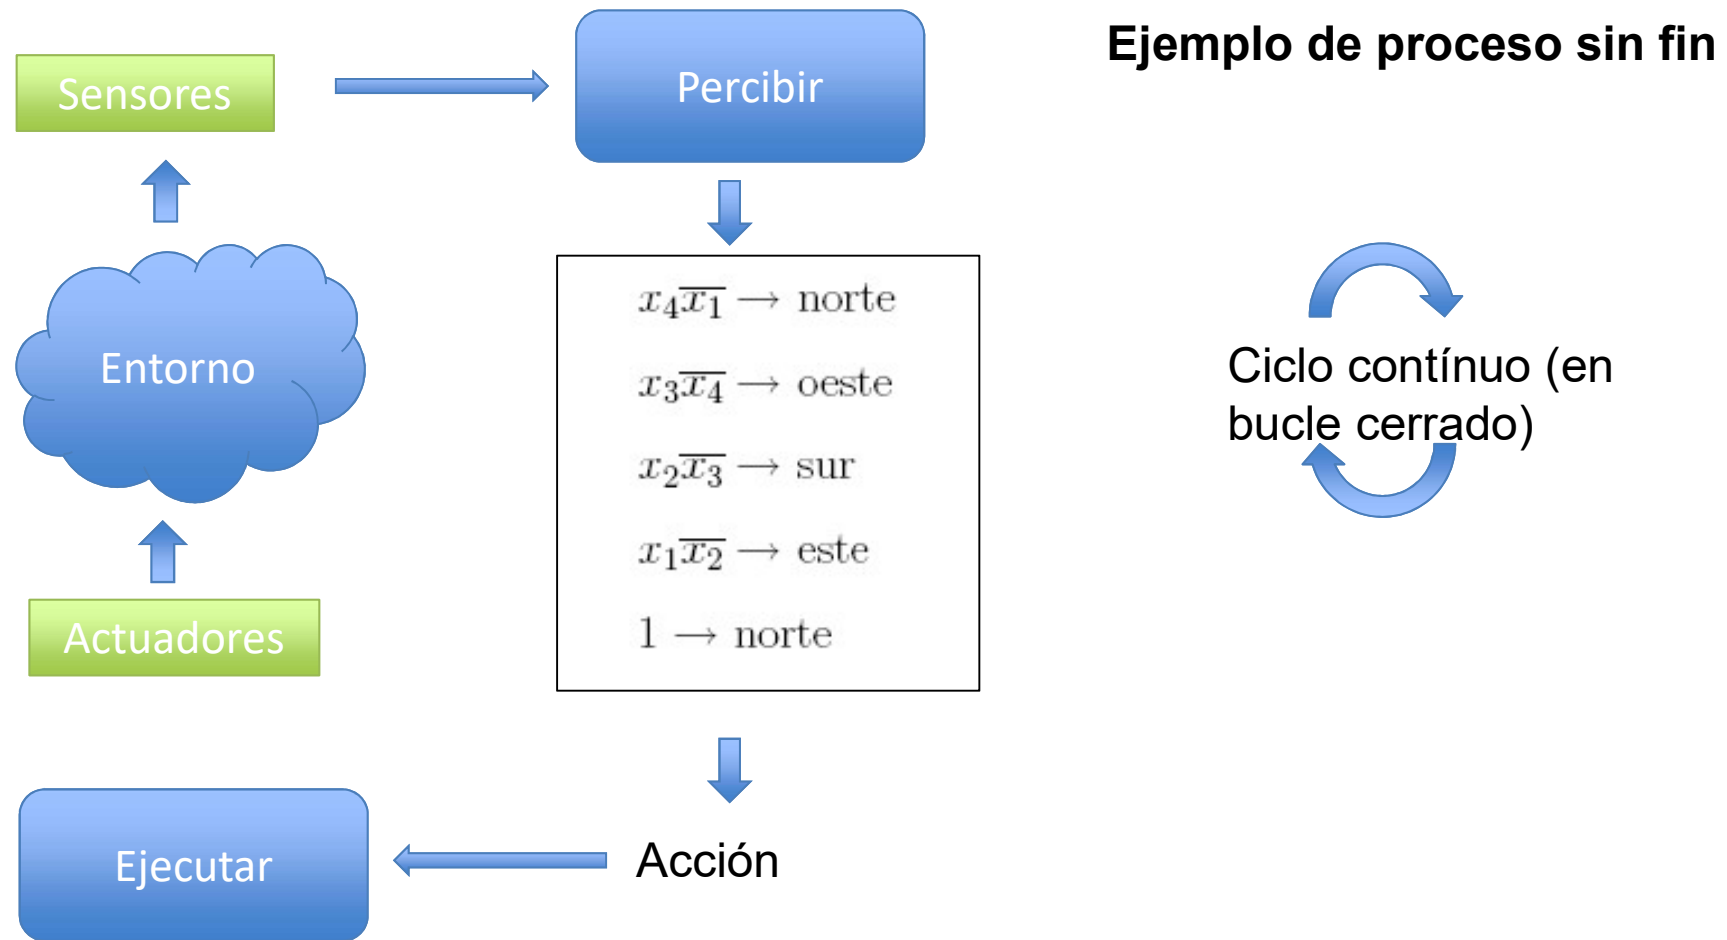 Ejemplo de proceso sin fin
Sensores
Percibir
Entorno
Actuadores
x₄x̅₁ → norte
x₃x̅₄ → oeste
x₂x̅₃ → sur
x₁x̅₂ → este
1 → norte
Ciclo contínuo (en
bucle cerrado)
Acción
Ejecutar